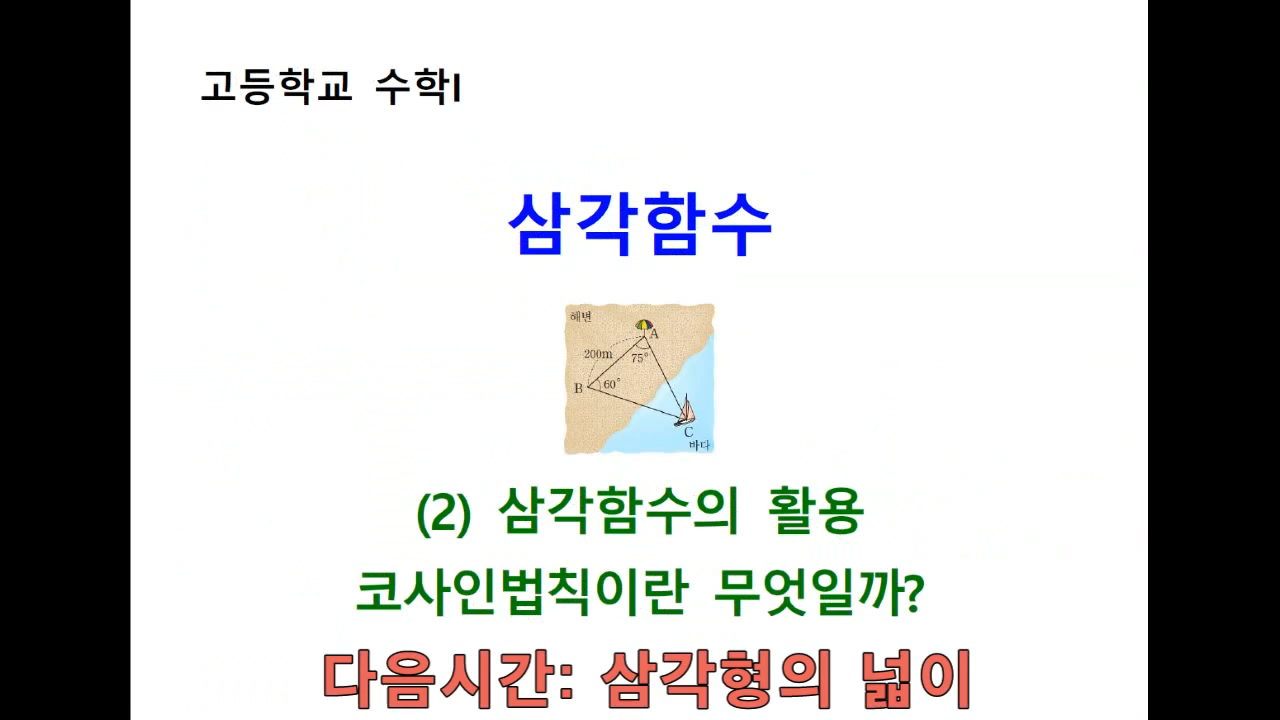 고등학교 수학I
삼각함수
해변
A
200m
75°
B
60°
C
바다
(2) 삼각함수의 활용
코사인법칙이란 무엇일까?
다음시간: 삼각형의 넓이